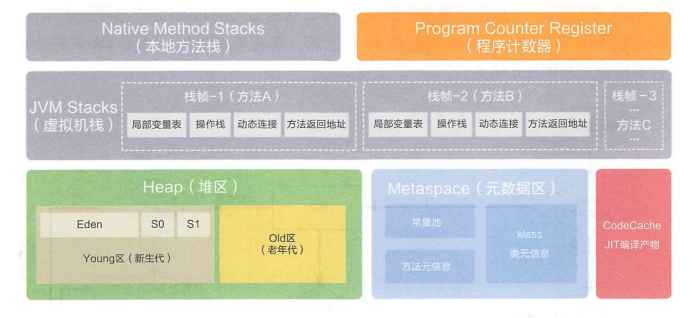 Native Method Stacks
（本地方法栈）
Program Counter Register
（程序计数器）
JVM Stacks
（虚拟机栈）
栈帧-1（方法A）
局部变量表
操作栈
动态连接
方法返回地址
栈帧-2（方法B）
局部变量表
操作栈
动态连接
方法返回地址
栈帧-3
...
方法C
...
Heap（堆区）
Eden
S0
S1
Young区（新生代）
Old区
（老年代）
Metaspace（元数据区）
常量池
方法元信息
klass
类元信息
CodeCache
JIT编译产物